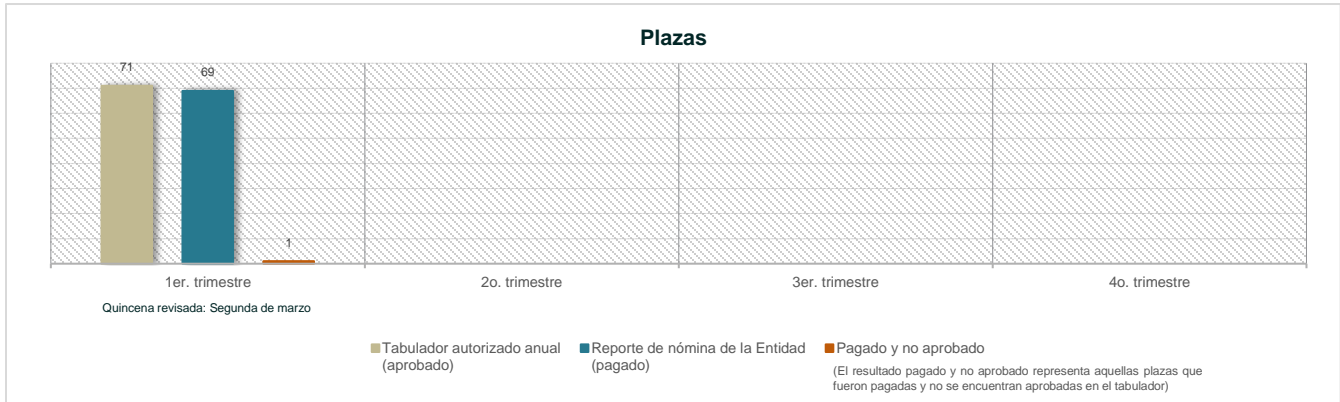 Plazas
71
69
1
1er. trimestre
2o. trimestre
3er. trimestre
4o. trimestre
Quincena revisada: Segunda de marzo
Tabulador autorizado anual
(aprobado)
Reporte de nómina de la Entidad
(pagado)
Pagado y no aprobado
(El resultado pagado y no aprobado representa aquellas plazas que
fueron pagadas y no se encuentran aprobadas en el tabulador)